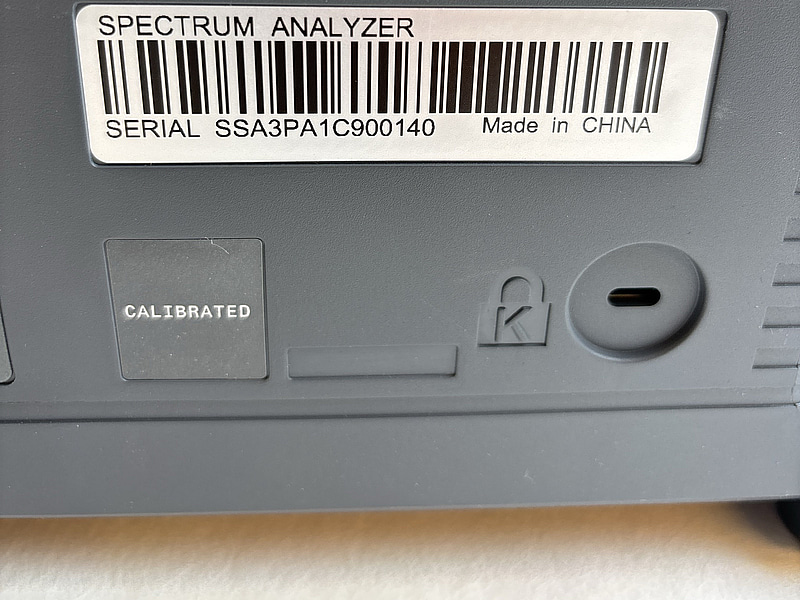 SPECTRUM ANALYZER
SERIAL SSA3PA1C900140 Made in CHINA
CALIBRATED
K